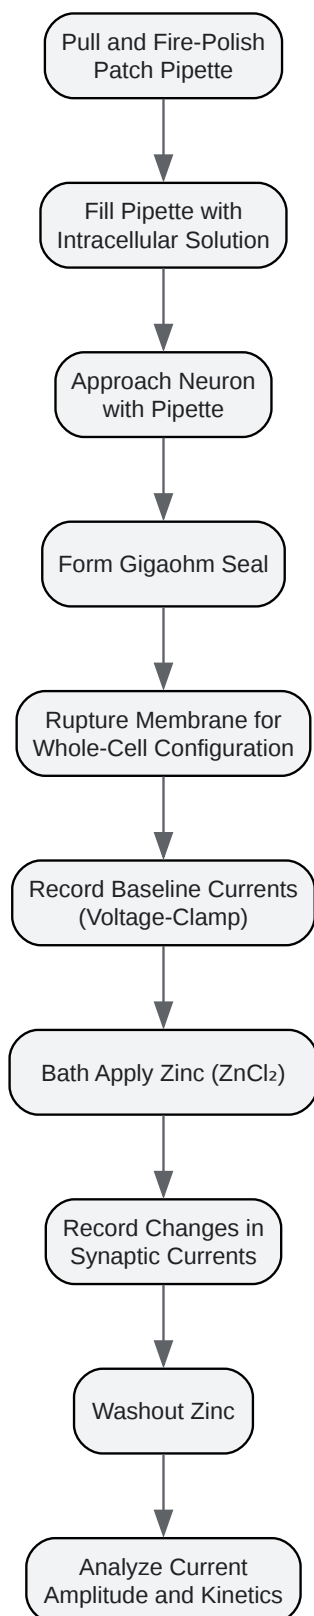 Pull and Fire-Polish
Patch Pipette
Fill Pipette with
Intracellular Solution
Approach Neuron
with Pipette
Form Gigaohm Seal
Rupture Membrane for
Whole-Cell Configuration
Record Baseline Currents
(Voltage-Clamp)
Bath Apply Zinc (ZnCl₂)
Record Changes in
Synaptic Currents
Washout Zinc
Analyze Current
Amplitude and Kinetics